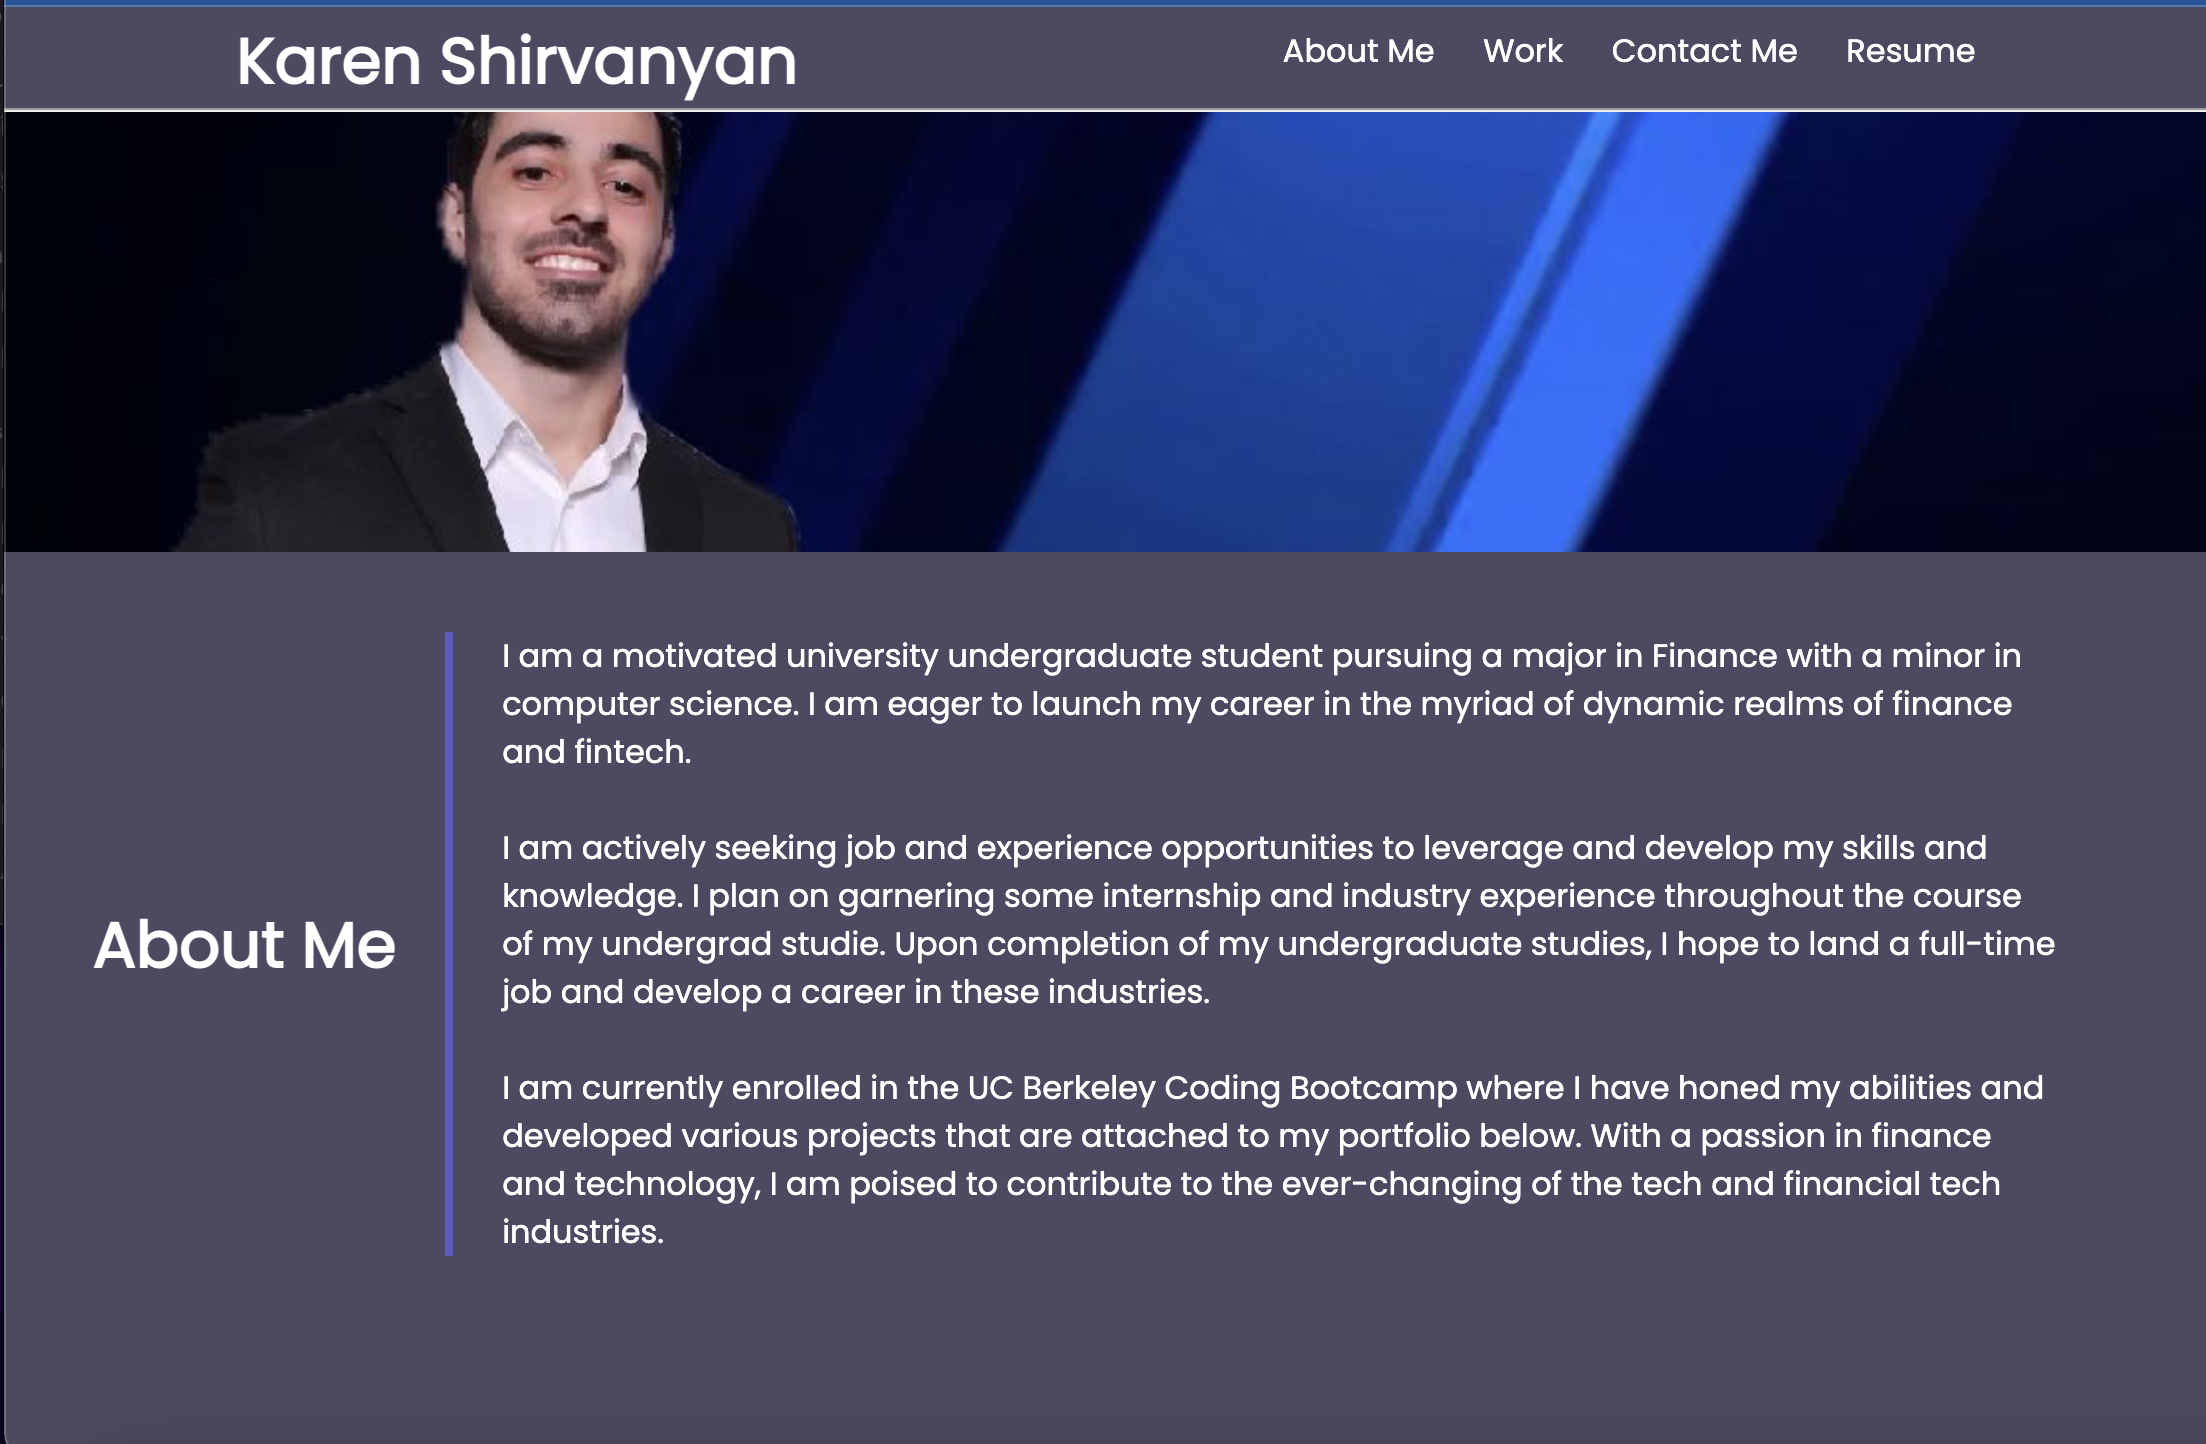 Karen Shirvanyan
About Me Work Contact Me Resume
I am a motivated university undergraduate student pursuing a major in Finance with a minor in
computer science. I am eager to launch my career in the myriad of dynamic realms of finance
and fintech.
I am actively seeking job and experience opportunities to leverage and develop my skills and
knowledge. I plan on garnering some internship and industry experience throughout the course
of my undergrad studie. Upon completion of my undergraduate studies, I hope to land a full-time
job and develop a career in these industries.
About Me
I am currently enrolled in the UC Berkeley Coding Bootcamp where I have honed my abilities and
developed various projects that are attached to my portfolio below. With a passion in finance
and technology, I am poised to contribute to the ever-changing of the tech and financial tech
industries.